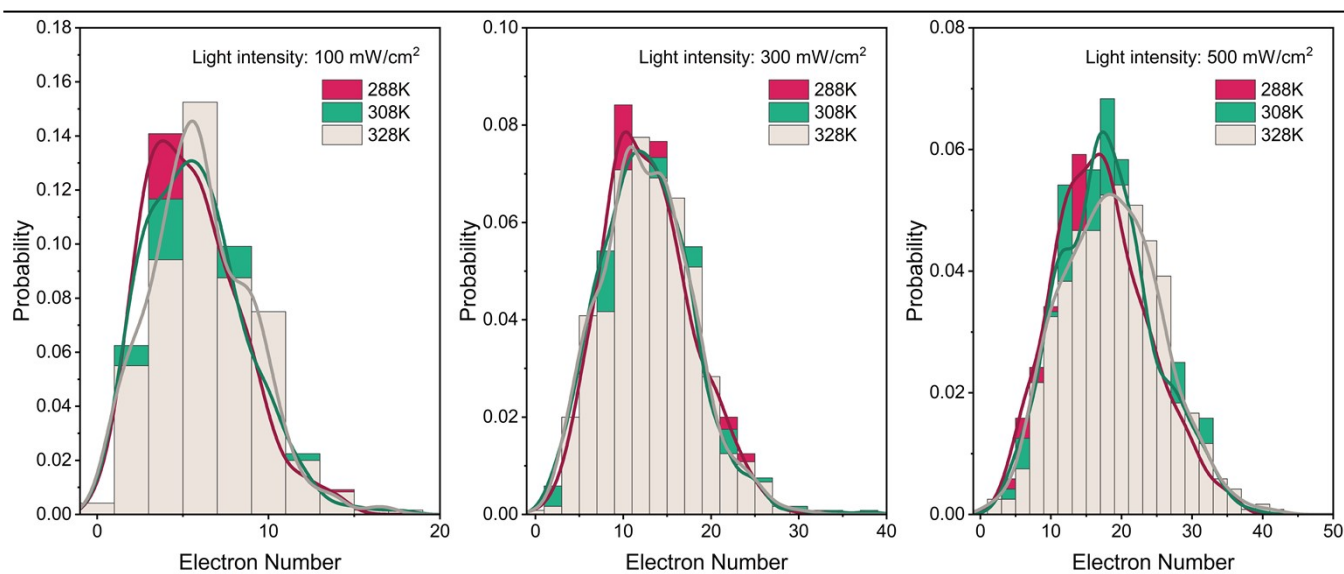 Light intensity: 100 mW/cm²
288K
308K
328K
Probability
0.18
0.16
0.14
0.12
0.10
0.08
0.06
0.04
0.02
0.00
0
10
20
Electron Number
Light intensity: 300 mW/cm²
288K
308K
328K
Probability
0.10
0.08
0.06
0.04
0.02
0.00
0
10
20
30
40
Electron Number
Light intensity: 500 mW/cm²
288K
308K
328K
Probability
0.08
0.06
0.04
0.02
0.00
0
10
20
30
40
50
Electron Number